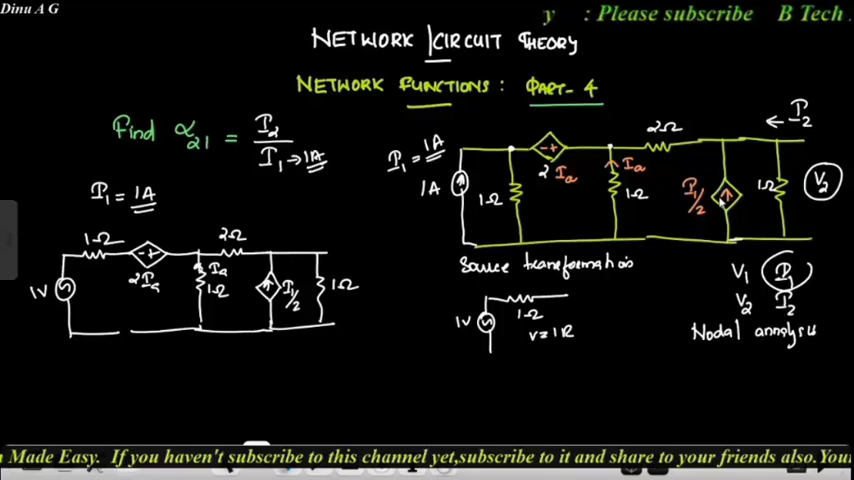 Dinu A G
y : Please subscribe B Tech
NETWORK | CIRCUIT THEORY
NETWORK FUNCTIONS : PART-4
Find α21 = I2 / I1 → 1A
I1 = 1A
I1 = 1A
1A
1Ω
2Ia
Ia
1Ω
2Ω
I1/2
1Ω
← I2
V2
1V
1Ω
2Ia
Ia
1Ω
2Ω
I1/2
1Ω
Source transformation
1V
1Ω
V = IR
V1 I1
V2 I2
Nodal analysis
n Made Easy. If you haven't subscribe to this channel yet,subscribe to it and share to your friends also.You